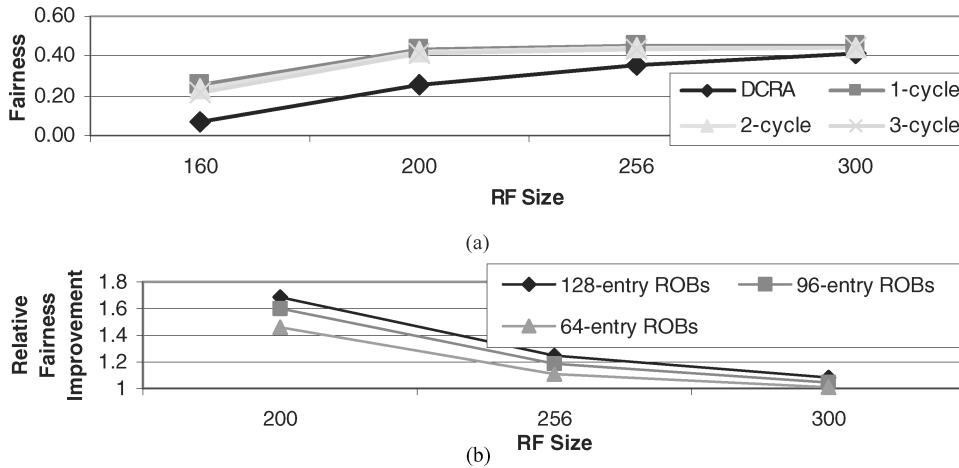 0.60
0.40
0.20
0.00
Fairness
160
200
256
300
RF Size
DCRA
1-cycle
2-cycle
3-cycle
(a)
Relative
Fairness
Improvement
1.8
1.6
1.4
1.2
1
200
256
300
RF Size
128-entry ROBs
96-entry ROBs
64-entry ROBs
(b)